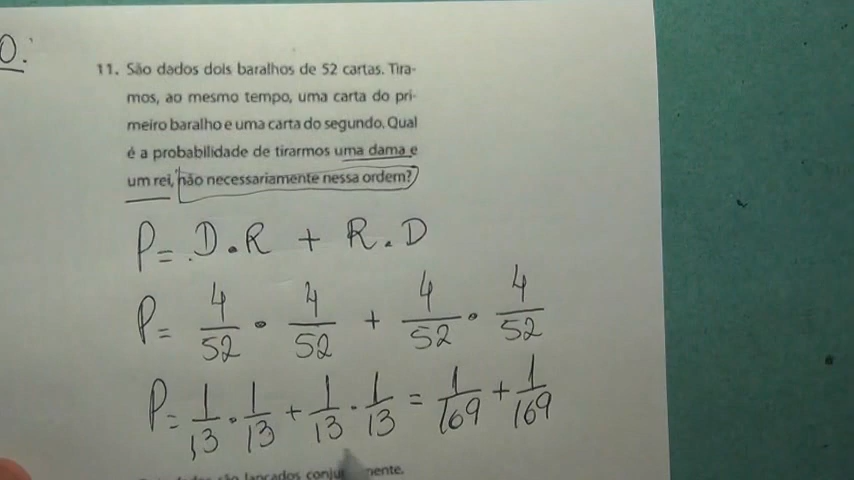 O.
11. São dados dois baralhos de 52 cartas. Tira-
mos, ao mesmo tempo, uma carta do pri-
meiro baralho e uma carta do segundo. Qual
é a probabilidade de tirarmos uma dama e
um rei, não necessariamente nessa ordem?
P= D.R + R.D
P= 4/52 . 4/52 + 4/52 . 4/52
P= 1/13 . 1/13 + 1/13 . 1/13 = 1/169 + 1/169
são lançados